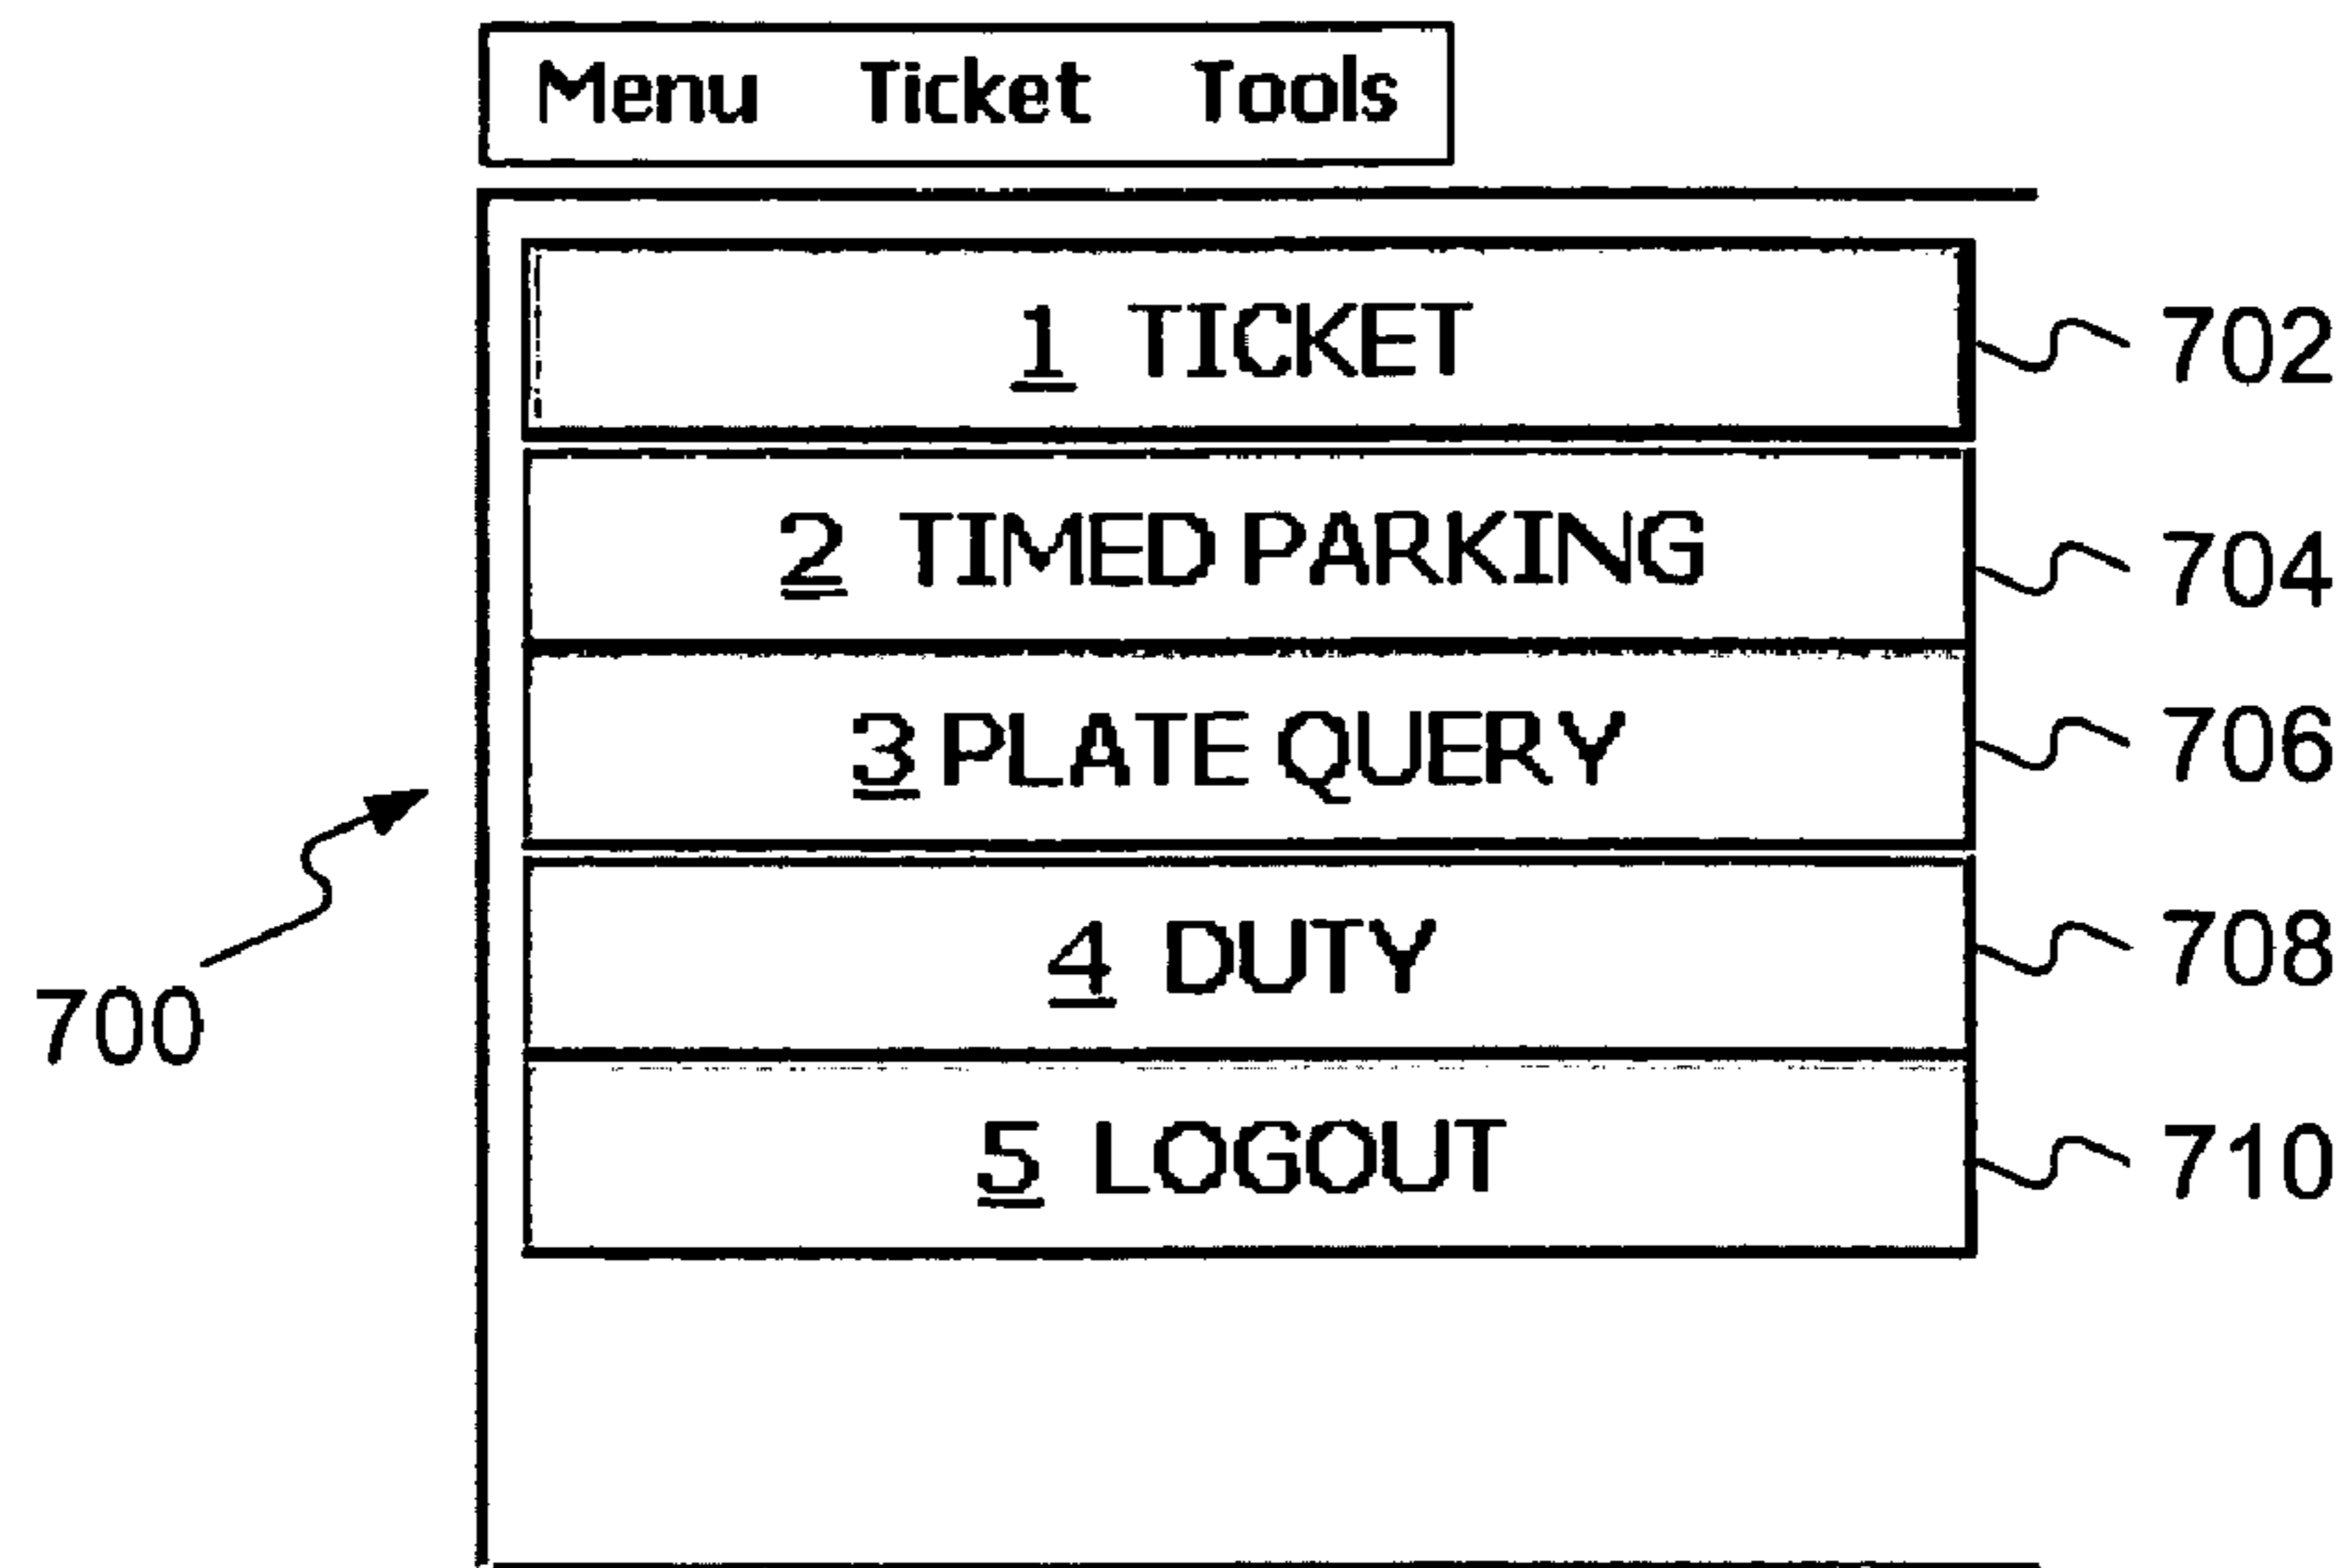 Menu Ticket Tools
1 TICKET 702
2 TIMED PARKING 704
3 PLATE QUERY 706
4 DUTY 708
700
5 LOGOUT 710